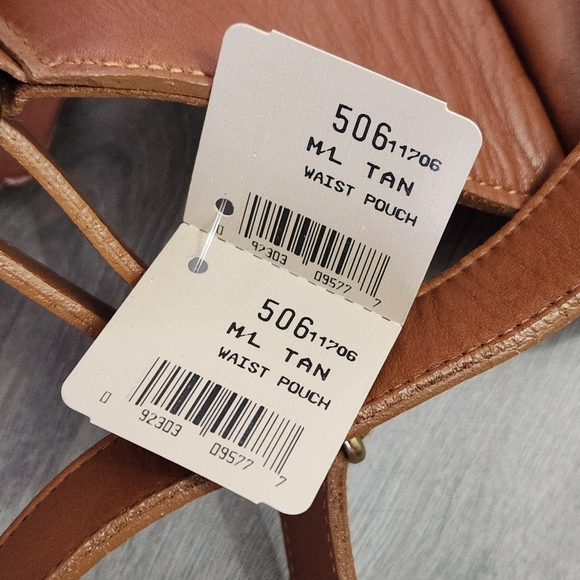 50611706
M/L TAN
WAIST POUCH
0 92303 09577 7
50611706
M/L TAN
WAIST POUCH
0 92303 09577 7